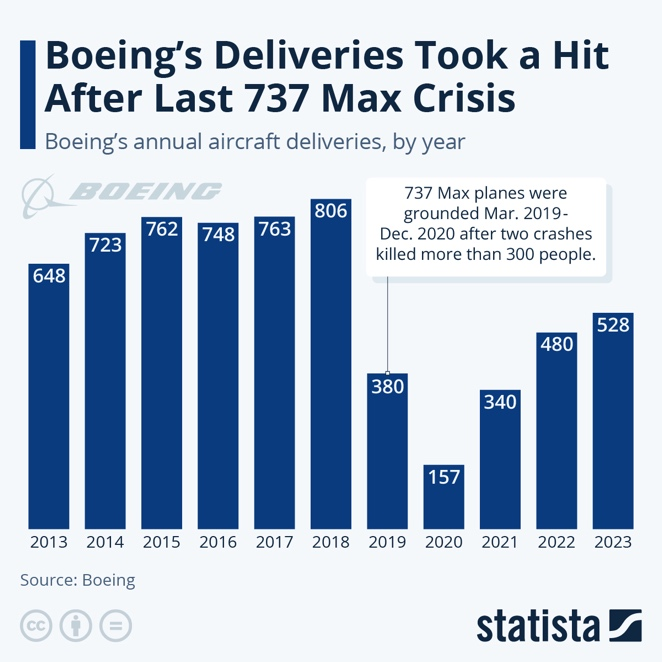 Boeing's Deliveries Took a Hit
After Last 737 Max Crisis
Boeing's annual aircraft deliveries, by year
BOEING
737 Max planes were
grounded Mar. 2019-
Dec. 2020 after two crashes
killed more than 300 people.
648
723
762
748
763
806
380
157
340
480
528
2013 2014 2015 2016 2017 2018 2019 2020 2021 2022 2023
Source: Boeing
cc
=
statista